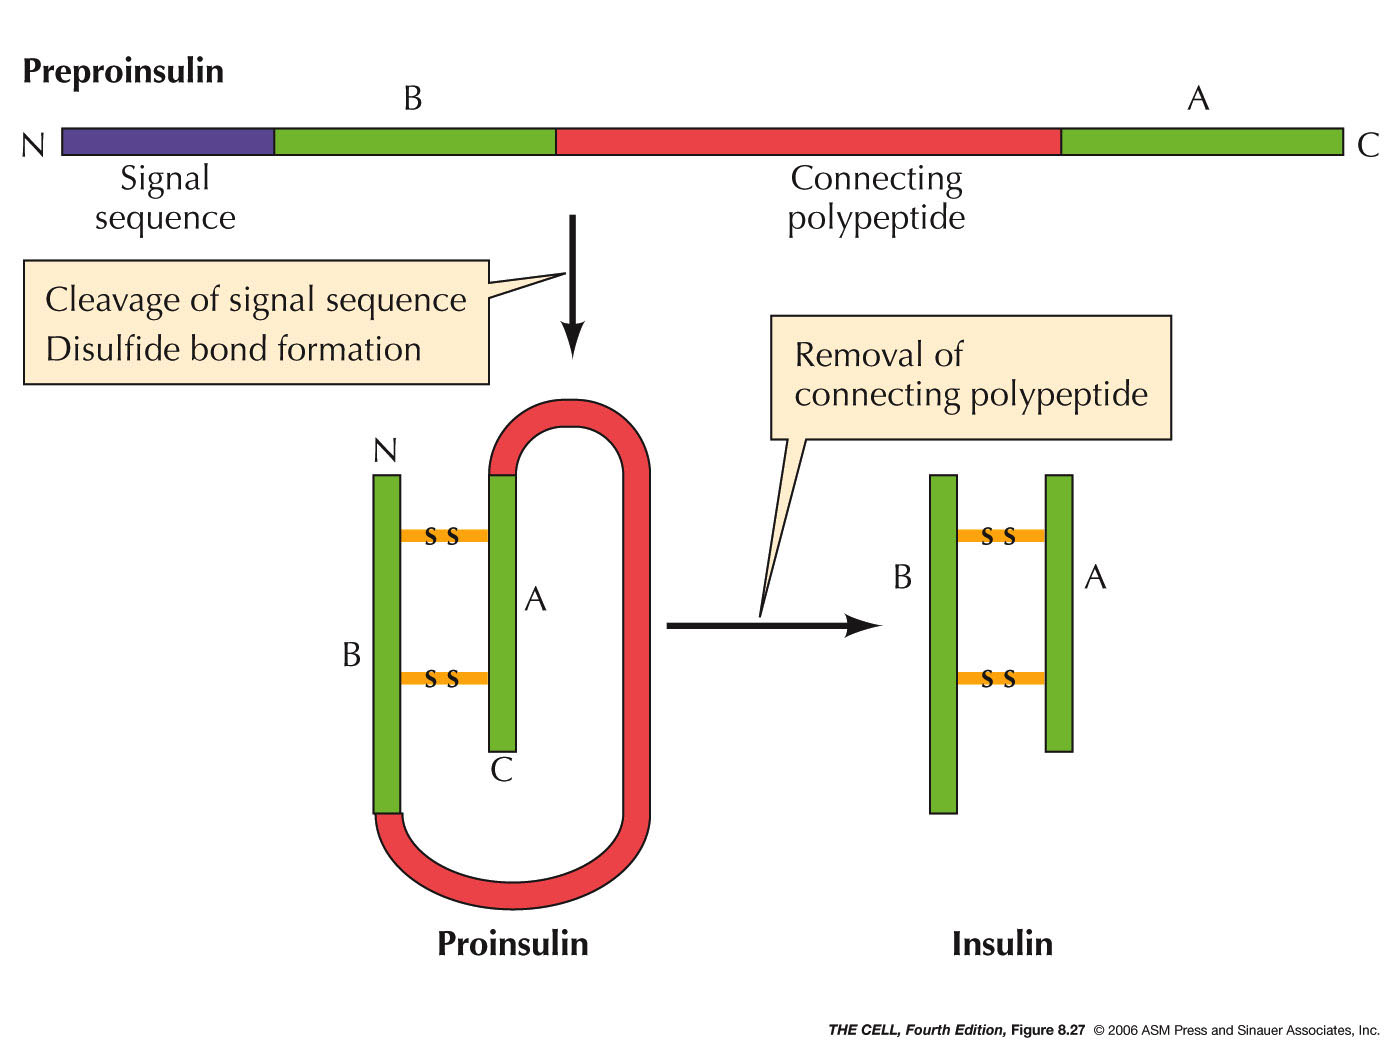 Preproinsulin
B
A
N
C
Signal
sequence
Connecting
polypeptide
Cleavage of signal sequence
Disulfide bond formation
Removal of
connecting polypeptide
N
S S
S S
A
B
C
S S
S S
B
A
Proinsulin
Insulin
THE CELL, Fourth Edition, Figure 8.27 © 2006 ASM Press and Sinauer Associates, Inc.